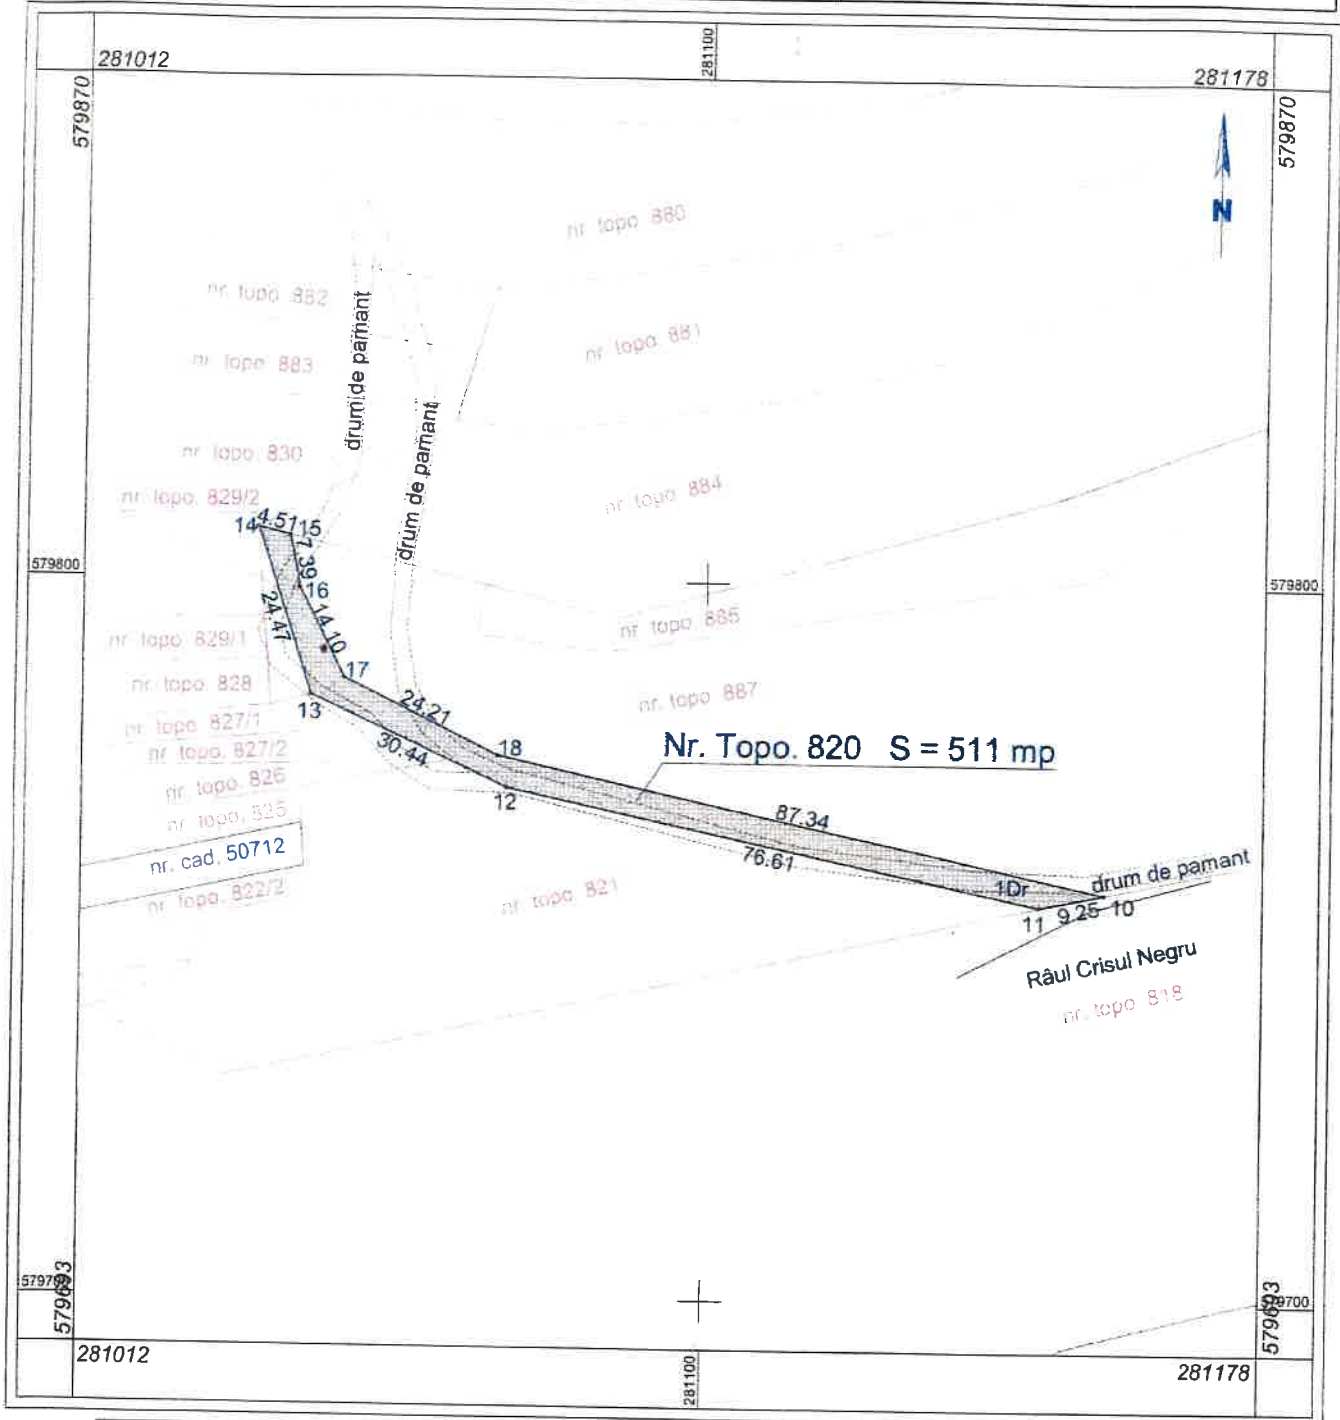 281012
281100
281178
579870
579870
N
nr. topo 880
nr. topo 882
nr. topo 881
nr. topo 883
drum de pamant
drum de pamant
nr. topo. 830
nr. topo. 829/2
nr. topo 884
14
4.51
15
7.39
16
579800
579800
24.47
14.10
nr. topo. 829/1
nr. topo 885
nr. topo 828
17
nr. topo 887
13
24.21
nr. topo 827/1
30.44
18
Nr. Topo. 820 S = 511 mp
nr. topo. 827/2
nr. topo. 826
12
nr. topo. 825
87.34
nr. cad. 50712
76.61
drum de pamant
nr. topo. 822/2
nr. topo. 821
1Dr
11
9.25
10
Râul Crisul Negru
nr. topo 818
579693
579693
579700
281012
281100
281178